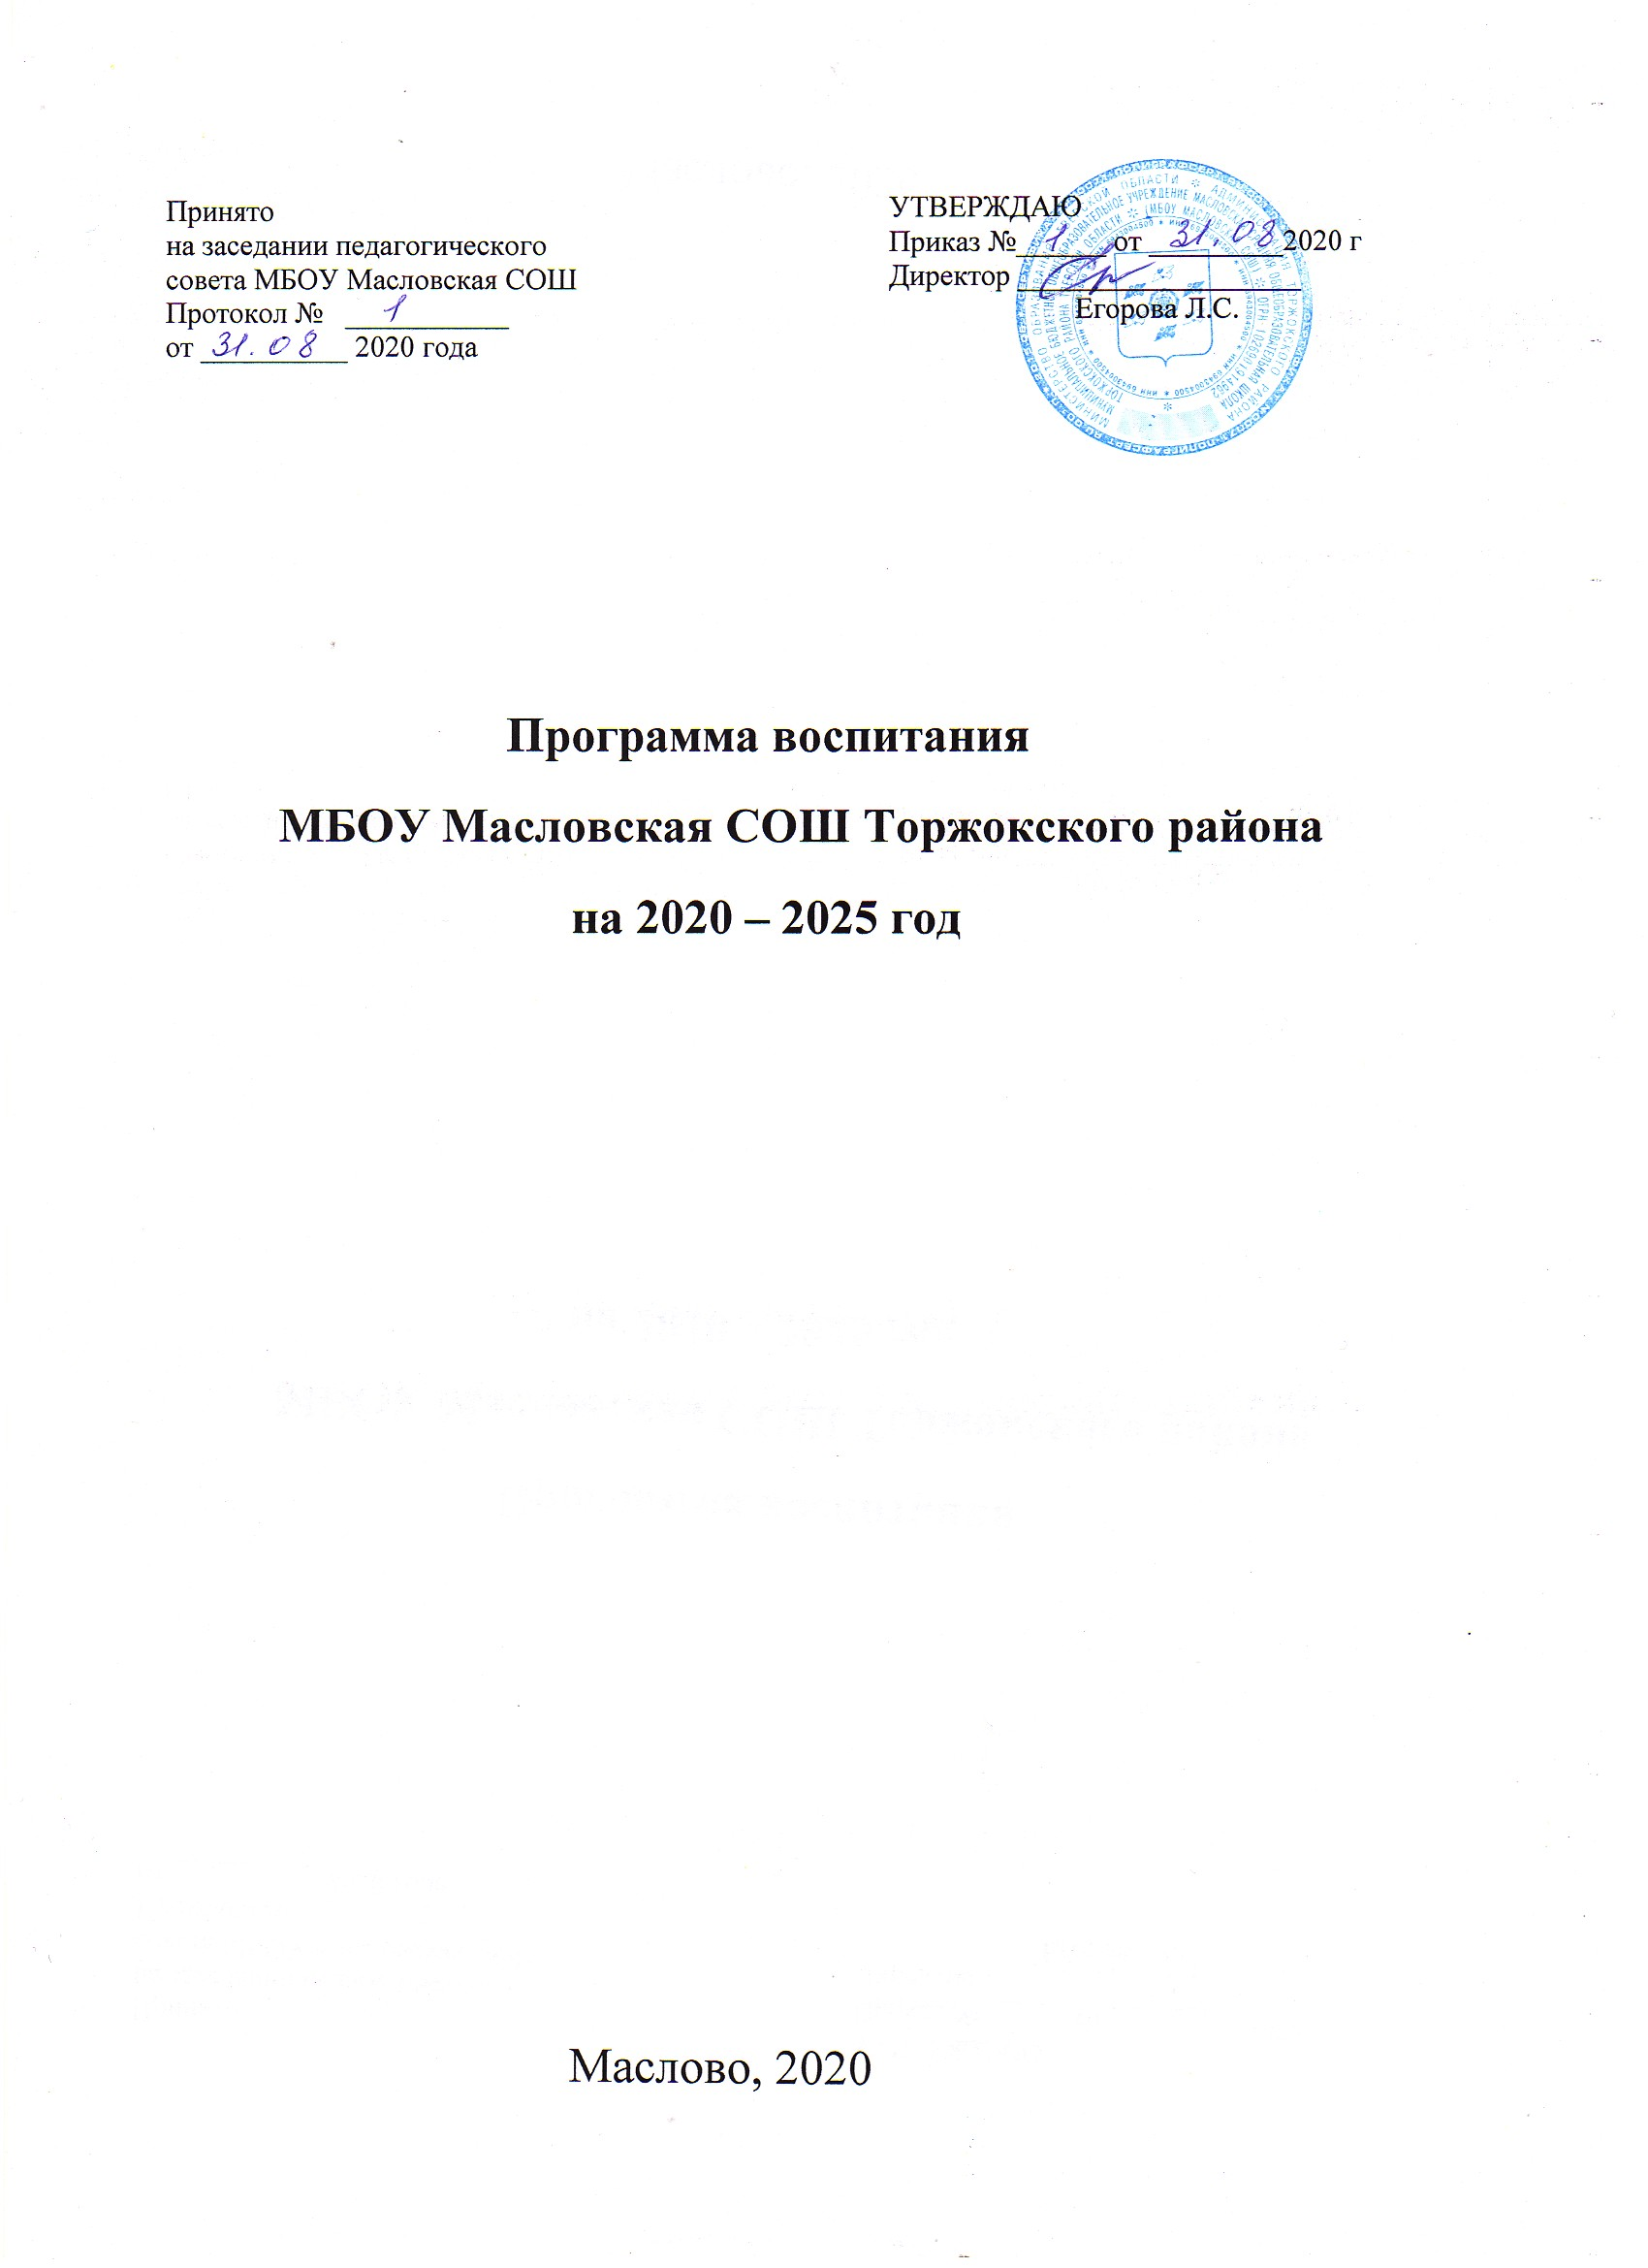 Принято
на заседании педагогического
совета МБОУ Масловская СОШ
Протокол № 1
от 31.08 2020 года
УТВЕРЖДАЮ
Приказ № 1 от 31.08 2020 г
Директор
Егорова Л.С.
Программа воспитания
МБОУ Масловская СОШ Торжокского района
на 2020 – 2025 год
Маслово, 2020